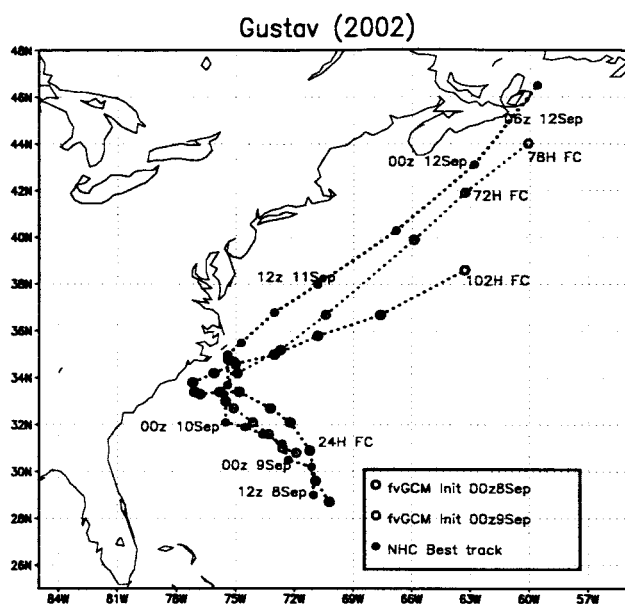 Gustav (2002)
48N
46N
44N
42N
40N
38N
36N
34N
32N
30N
28N
26N
06z 12Sep
00z 12Sep
78H FC
72H FC
12z 11Sep
102H FC
00z 10Sep
24H FC
00z 9Sep
12z 8Sep
fvGCM Init 00z8Sep
fvGCM Init 00z9Sep
NHC Best track
84W 81W 78W 75W 72W 69W 66W 63W 60W 57W